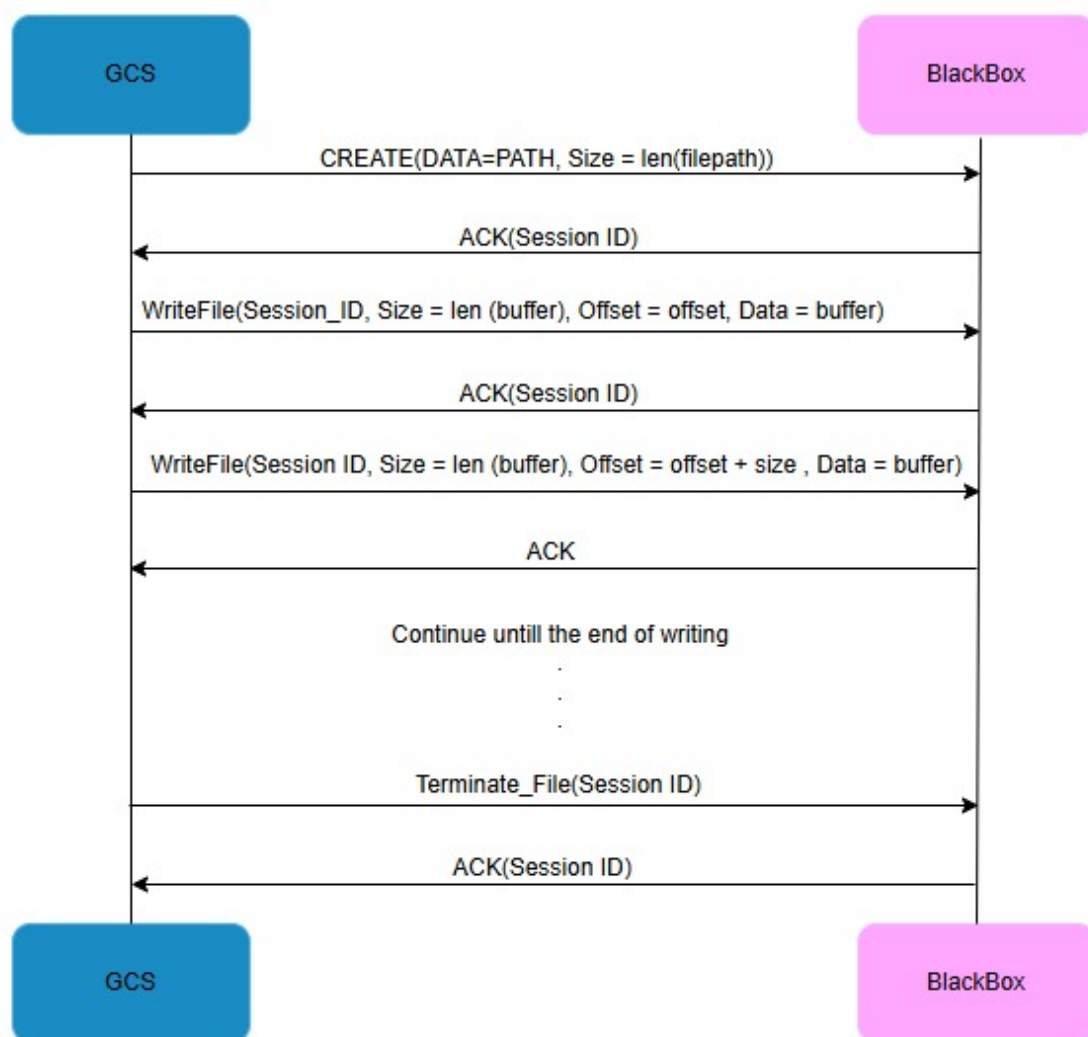 GCS
BlackBox
CREATE(DATA=PATH, Size = len(filepath))
ACK(Session ID)
WriteFile(Session_ID, Size = len (buffer), Offset = offset, Data = buffer)
ACK(Session ID)
WriteFile(Session ID, Size = len (buffer), Offset = offset + size , Data = buffer)
ACK
Continue untill the end of writing
.
.
.
Terminate_File(Session ID)
ACK(Session ID)
GCS
BlackBox